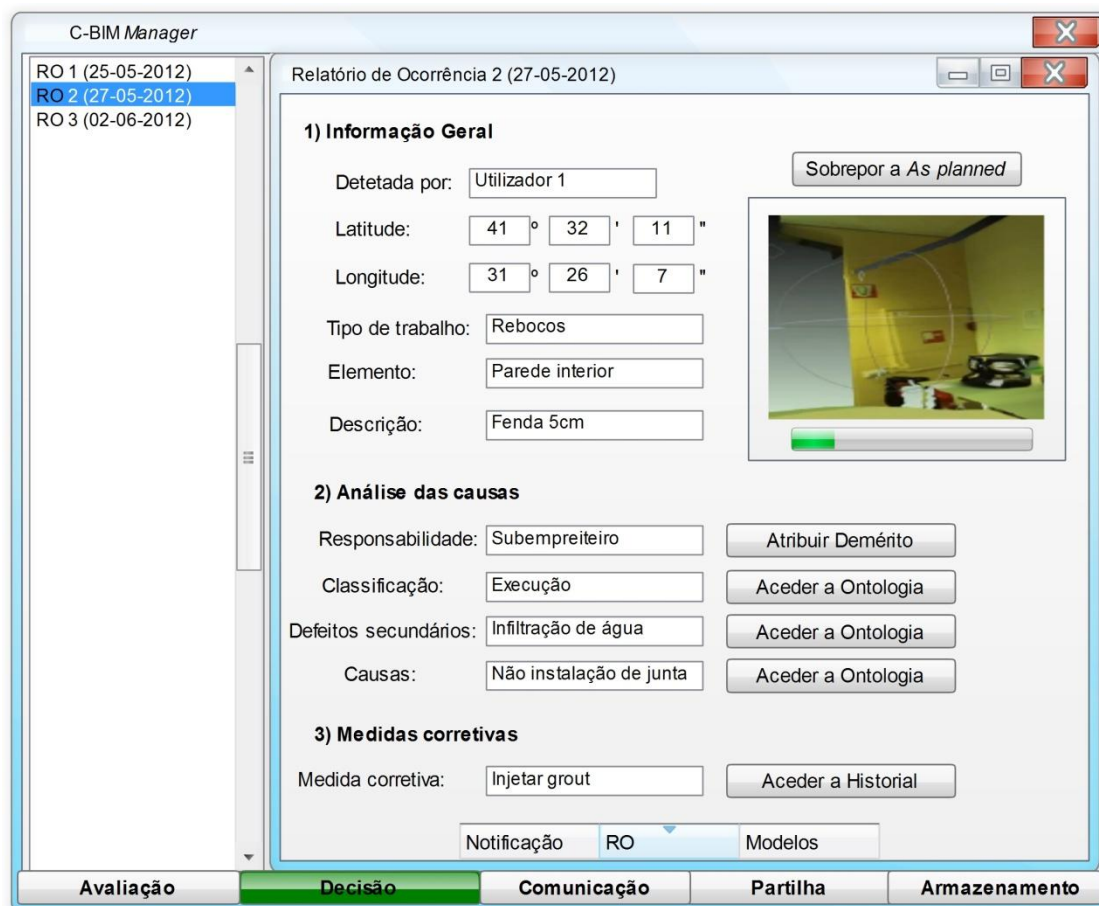 C-BIM Manager
RO 1 (25-05-2012)
RO 2 (27-05-2012)
RO 3 (02-06-2012)
Relatório de Ocorrência 2 (27-05-2012)
1) Informação Geral
Sobrepor a As planned
Detetada por: Utilizador 1
Latitude: 41 º 32 ' 11 "
Longitude: 31 º 26 ' 7 "
Tipo de trabalho: Rebocos
Elemento: Parede interior
Descrição: Fenda 5cm
2) Análise das causas
Responsabilidade: Subempreiteiro Atribuir Demérito
Classificação: Execução Aceder a Ontologia
Defeitos secundários: Infiltração de água Aceder a Ontologia
Causas: Não instalação de junta Aceder a Ontologia
3) Medidas corretivas
Medida corretiva: Injetar grout Aceder a Historial
Notificação RO Modelos
Avaliação Decisão Comunicação Partilha Armazenamento